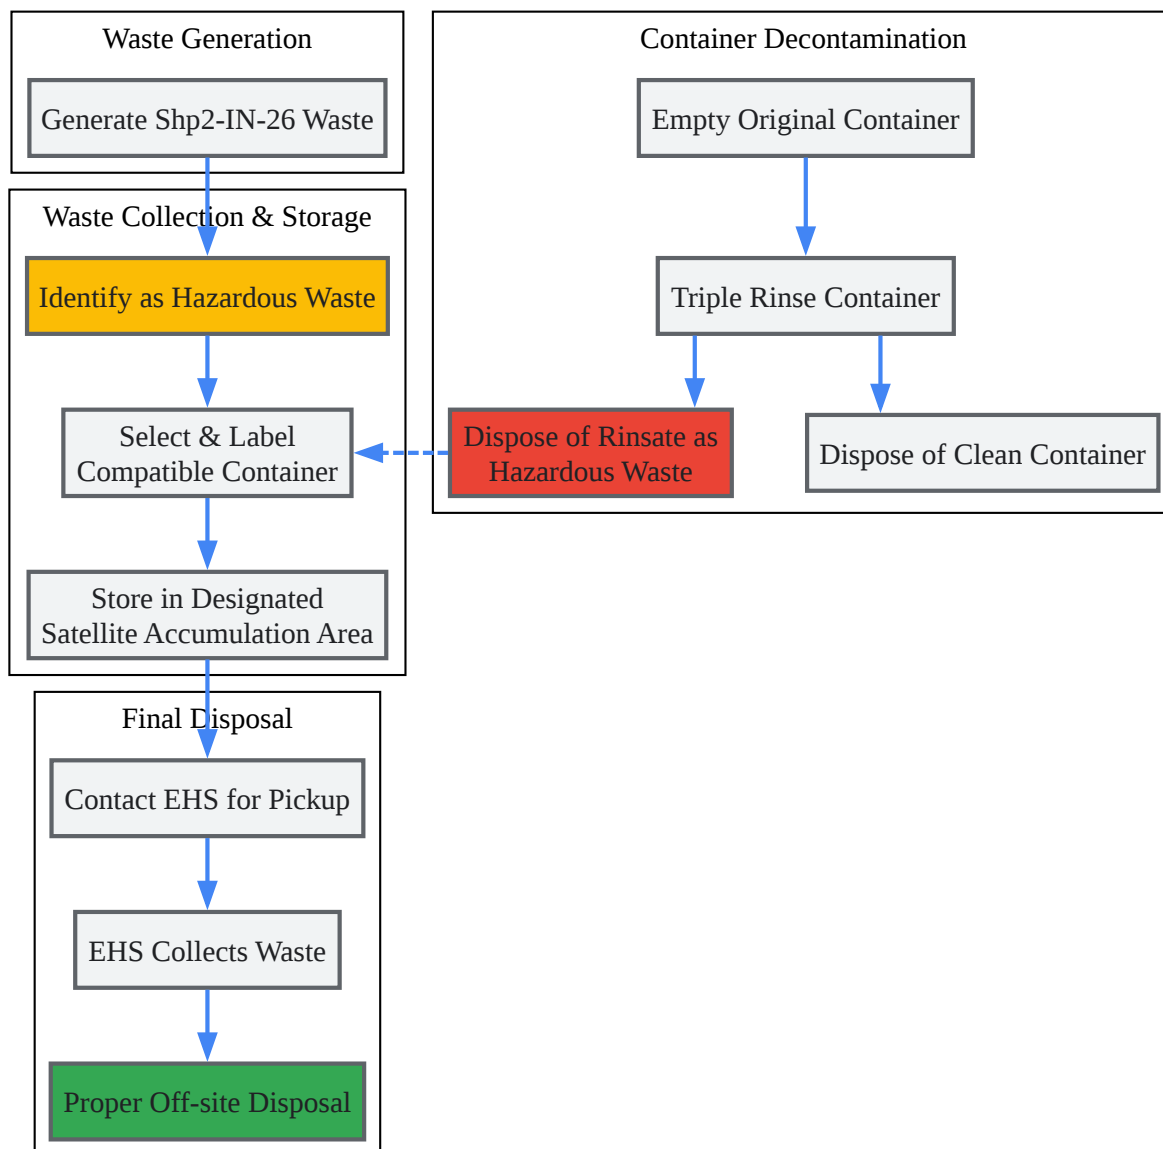 Waste Generation
Generate Shp2-IN-26 Waste
Waste Collection & Storage
Identify as Hazardous Waste
Select & Label
Compatible Container
Store in Designated
Satellite Accumulation Area
Final Disposal
Contact EHS for Pickup
EHS Collects Waste
Proper Off-site Disposal
Container Decontamination
Empty Original Container
Triple Rinse Container
Dispose of Rinsate as
Hazardous Waste
Dispose of Clean Container